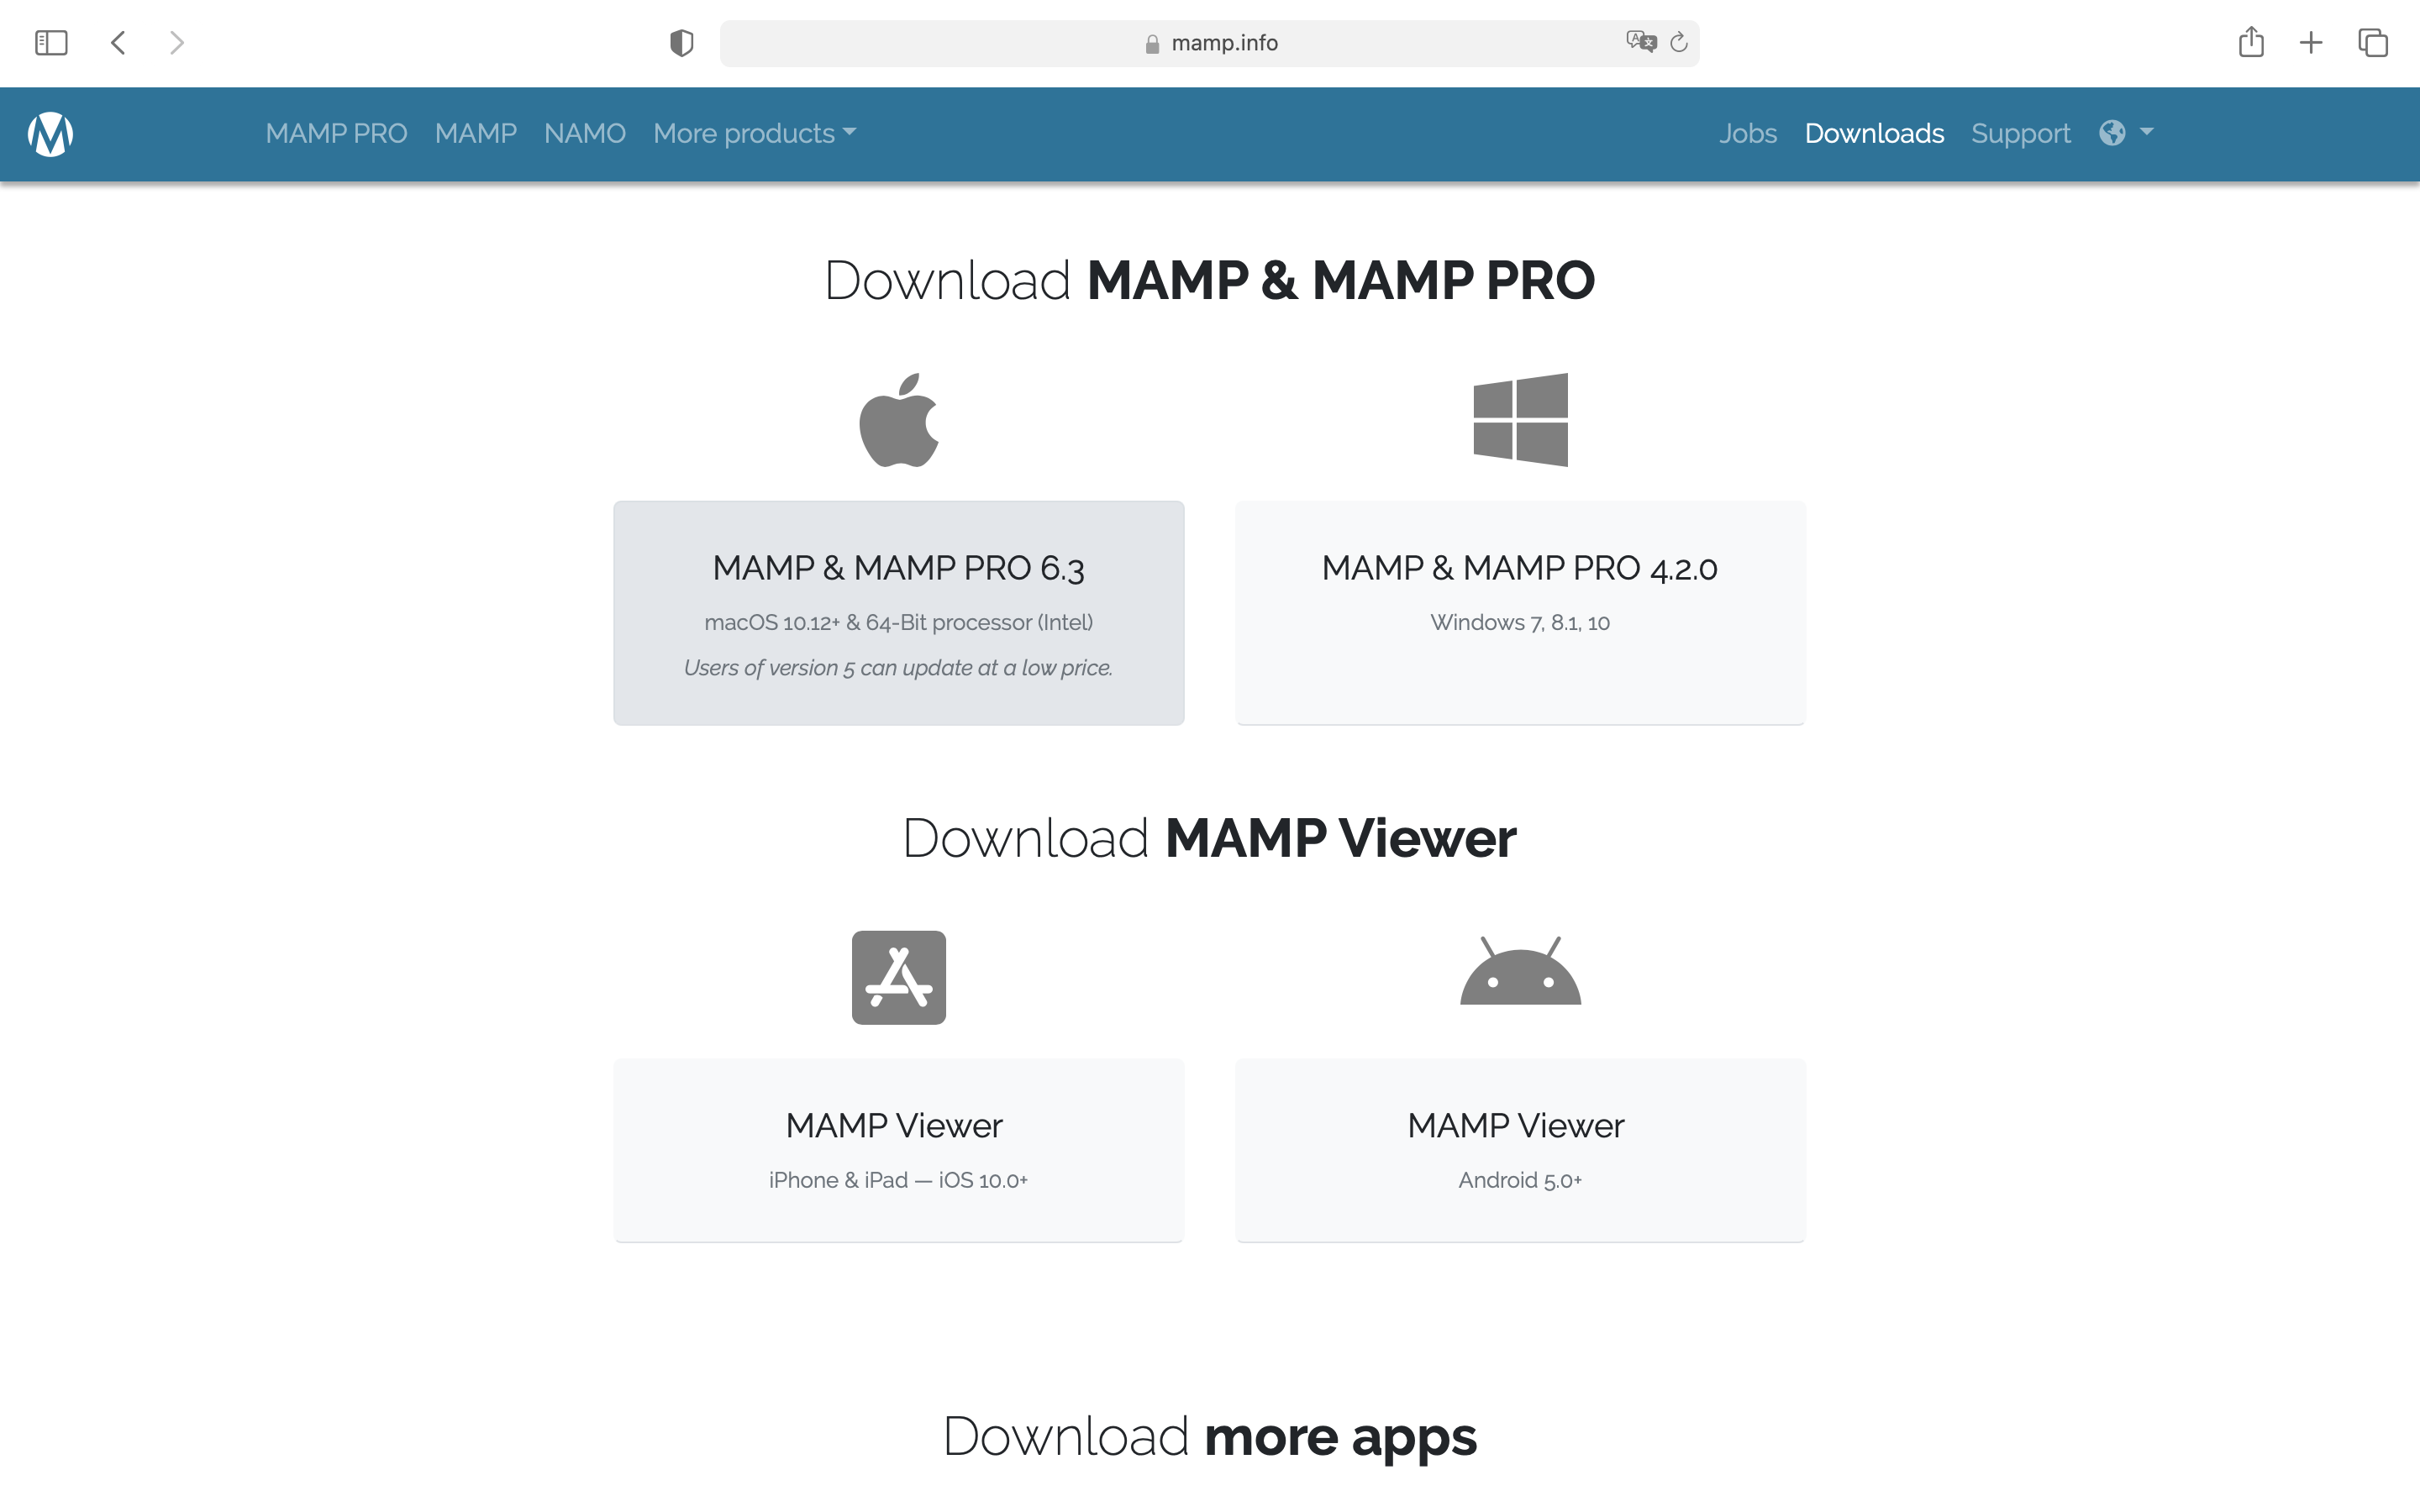 mamp.info
MAMP PRO MAMP NAMO More products Jobs Downloads Support
Download MAMP & MAMP PRO
MAMP & MAMP PRO 6.3
macOS 10.12+ & 64-Bit processor (Intel)
Users of version 5 can update at a low price.
MAMP & MAMP PRO 4.2.0
Windows 7, 8.1, 10
Download MAMP Viewer
MAMP Viewer
iPhone & iPad — iOS 10.0+
MAMP Viewer
Android 5.0+
Download more apps